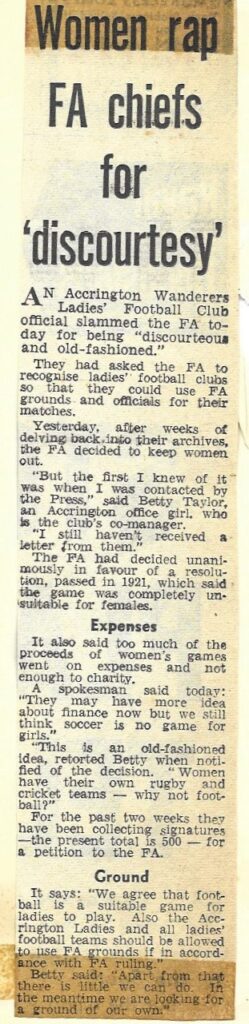 Women rap
FA chiefs
for
'discourtesy'
AN Accrington Wanderers
Ladies' Football Club
official slammed the FA to-
day for being "discourteous
and old-fashioned."
They had asked the FA to
recognise ladies' football clubs
so that they could use FA
grounds and officials for their
matches.
Yesterday, after weeks of
delving back into their archives,
the FA decided to keep women
out.
"But the first I knew of it
was when I was contacted by
the Press," said Betty Taylor,
an Accrington office girl, who
is the club's co-manager.
"I still haven't received a
letter from them."
The FA had decided unani-
mously in favour of a resolu-
tion, passed in 1921, which said
the game was completely un-
suitable for females.
Expenses
It also said too much of the
proceeds of women's games
went on expenses and not
enough to charity.
A spokesman said today:
"They may have more idea
about finance now but we still
think soccer is no game for
girls."
"This is an old-fashioned
idea, retorted Betty when noti-
fied of the decision. "Women
have their own rugby and
cricket teams — why not foot-
ball?"
For the past two weeks they
have been collecting signatures
—the present total is 500 — for
a petition to the FA.
Ground
It says: "We agree that foot-
ball is a suitable game for
ladies to play. Also the Acc-
rington Ladies and all ladies'
football teams should be allowed
to use FA grounds if in accord-
ance with FA ruling."
Betty said: "Apart from that
there is little we can do. In
the meantime we are looking for
a ground of our own."